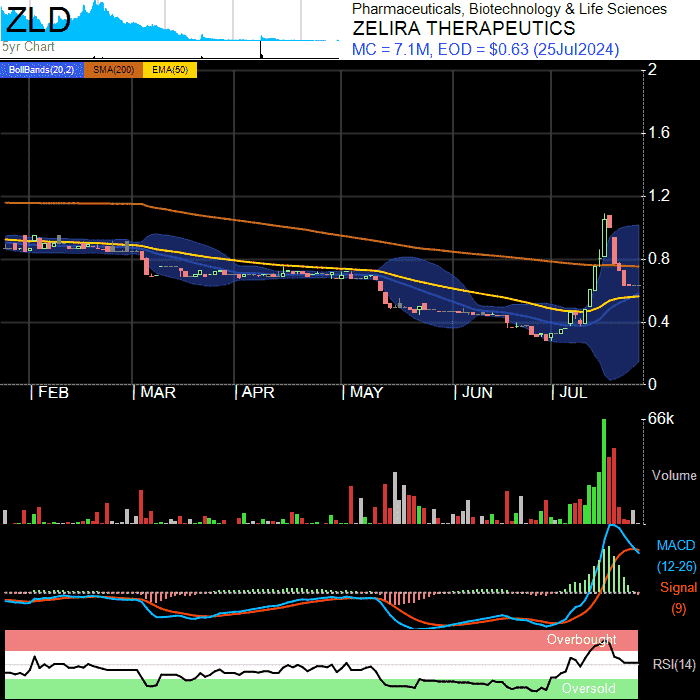 ZLD
5yr Chart
Pharmaceuticals, Biotechnology & Life Sciences
ZELIRA THERAPEUTICS
MC = 7.1M, EOD = $0.63 (25Jul2024)
BollBands(20,2) SMA(200) EMA(50)
2
1.6
1.2
0.8
0.4
0
FEB MAR APR MAY JUN JUL
66k
Volume
MACD
(12-26)
Signal
(9)
Overbought
RSI(14)
Oversold